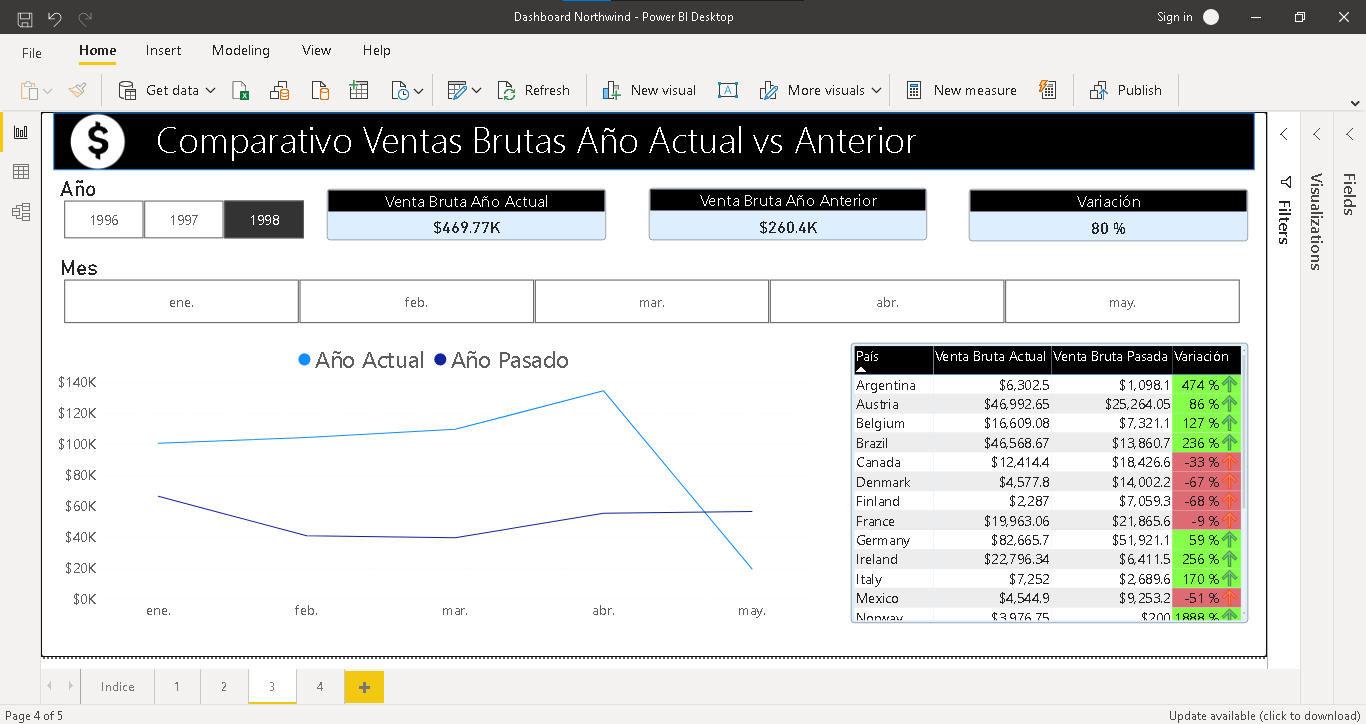 Dashboard Northwind - Power BI Desktop
Sign in
File Home Insert Modeling View Help
Get data Refresh New visual A More visuals New measure Publish
$ Comparativo Ventas Brutas Año Actual vs Anterior
Año
1996 1997 1998
Venta Bruta Año Actual
$469.77K
Venta Bruta Año Anterior
$260.4K
Variación
80 %
Mes
ene. feb. mar. abr. may.
Año Actual Año Pasado
$140K
$120K
$100K
$80K
$60K
$40K
$20K
$0K
ene. feb. mar. abr. may.
País Venta Bruta Actual Venta Bruta Pasada Variación
Argentina $6,302.5 $1,098.1 474 %
Austria $46,992.65 $25,264.05 86 %
Belgium $16,609.08 $7,321.1 127 %
Brazil $46,568.67 $13,860.7 236 %
Canada $12,414.4 $18,426.6 -33 %
Denmark $4,577.8 $14,002.2 -67 %
Finland $2,287 $7,059.3 -68 %
France $19,963.06 $21,865.6 -9 %
Germany $82,665.7 $51,921.1 59 %
Ireland $22,796.34 $6,411.5 256 %
Italy $7,252 $2,689.6 170 %
Mexico $4,544.9 $9,253.2 -51 %
Norway $3,976.75 $200 1888 %
Filters
Visualizations
Fields
Indice 1 2 3 4
Page 4 of 5
Update available (click to download)